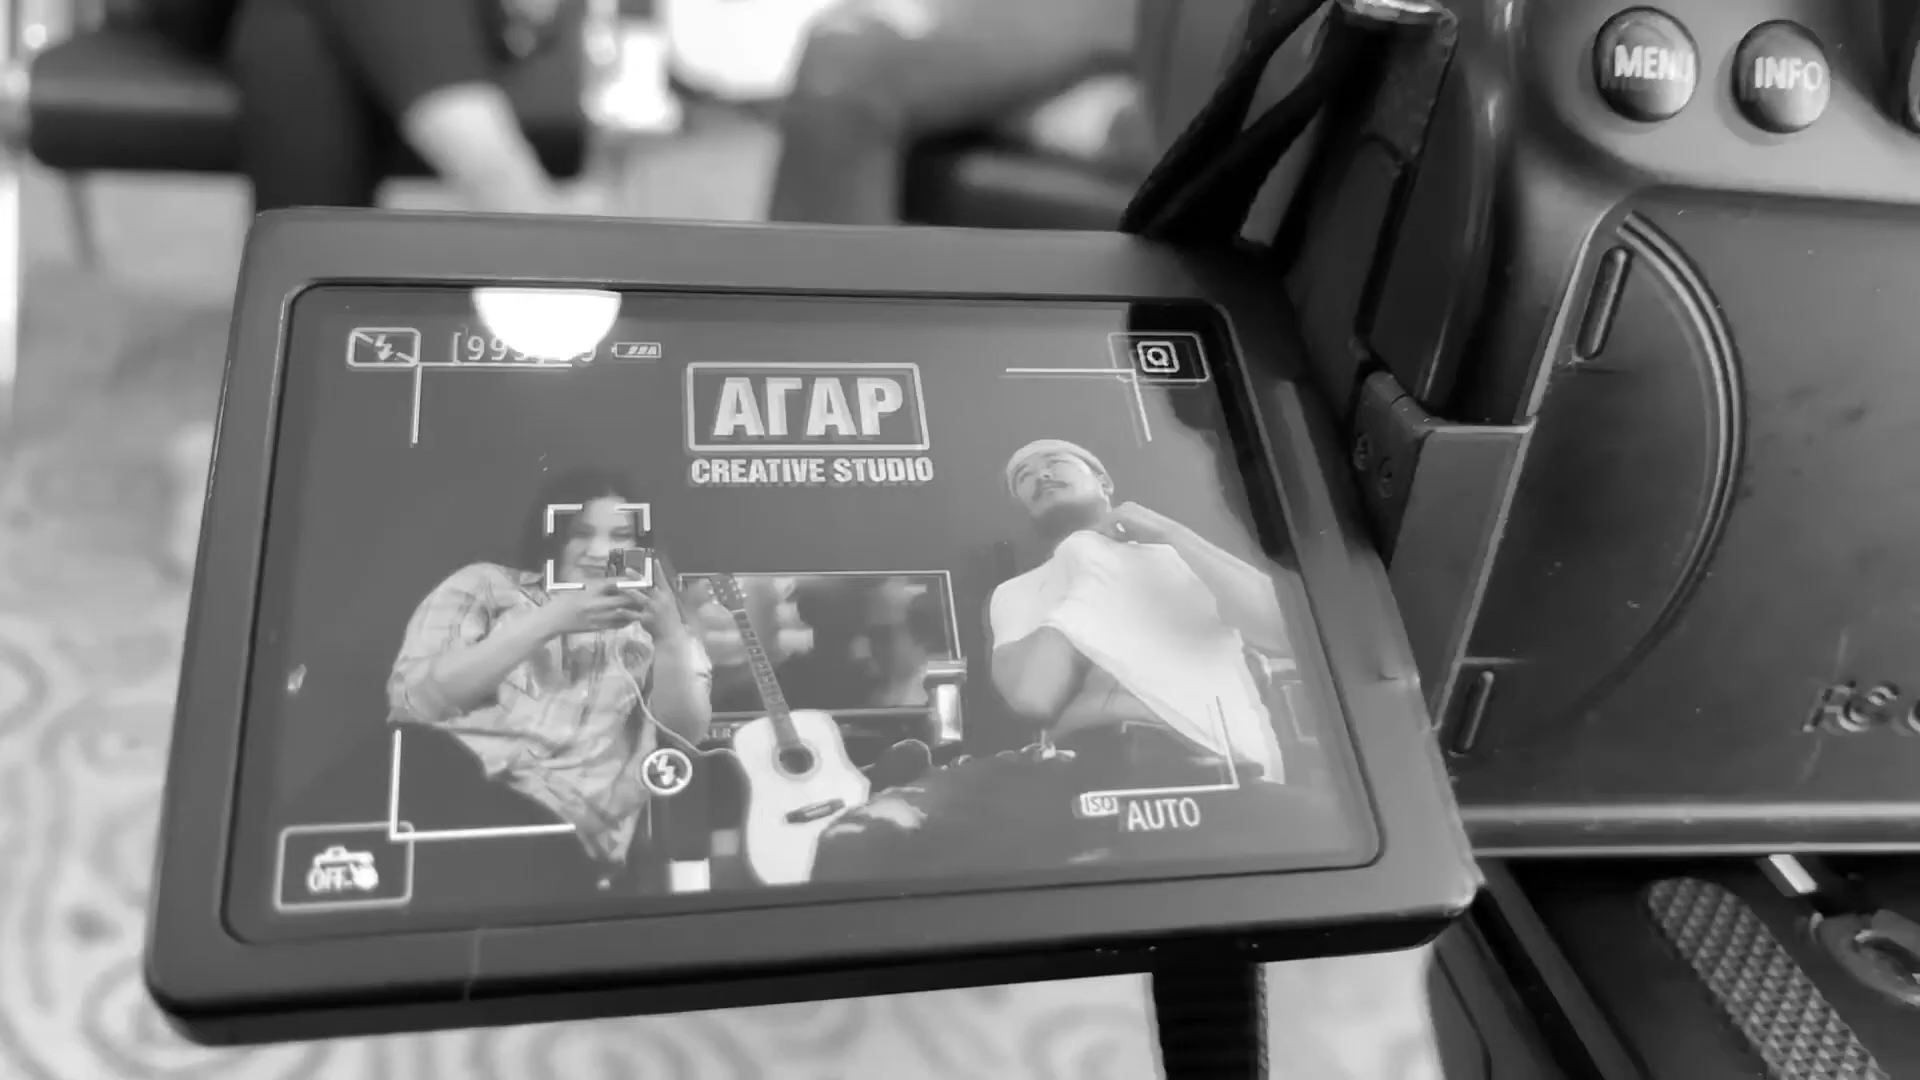 MENU
INFO
Q
АГАР
CREATIVE STUDIO
ISO AUTO
OFF